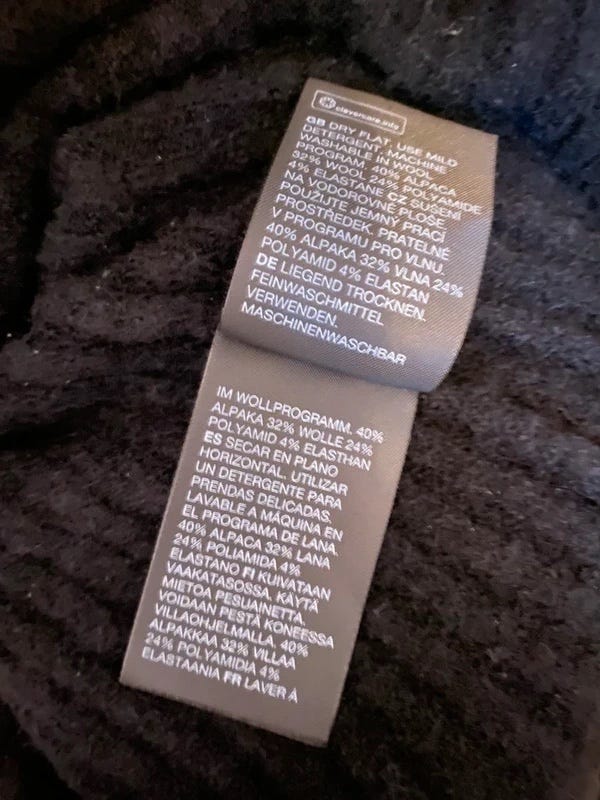 clevercare.info
GB DRY FLAT. USE MILD
DETERGENT. MACHINE
WASHABLE IN WOOL
PROGRAM. 40% ALPACA
32% WOOL 24% POLYAMIDE
4% ELASTANE CZ SUŠENÍ
NA VODOROVNÉ PLOŠE.
POUŽIJTE JEMNÝ PRACÍ
PROSTŘEDEK. PRATELNÉ
V PROGRAMU PRO VLNU.
40% ALPAKA 32% VLNA 24%
POLYAMID 4% ELASTAN
DE LIEGEND TROCKNEN.
FEINWASCHMITTEL
VERWENDEN.
MASCHINENWASCHBAR
IM WOLLPROGRAMM. 40%
ALPAKA 32% WOLLE 24%
POLYAMID 4% ELASTHAN
ES SECAR EN PLANO
HORIZONTAL. UTILIZAR
UN DETERGENTE PARA
PRENDAS DELICADAS.
LAVABLE A MÁQUINA EN
EL PROGRAMA DE LANA.
40% ALPACA 32% LANA
24% POLIAMIDA 4%
ELASTANO FI KUIVATAAN
VAAKATASOSSA. KÄYTÄ
MIETOA PESUAINETTA.
VOIDAAN PESTÄ KONEESSA
VILLAOHJELMALLA. 40%
ALPAKKAA 32% VILLAA
24% POLYAMIDIA 4%
ELASTAANIA FR LAVER À